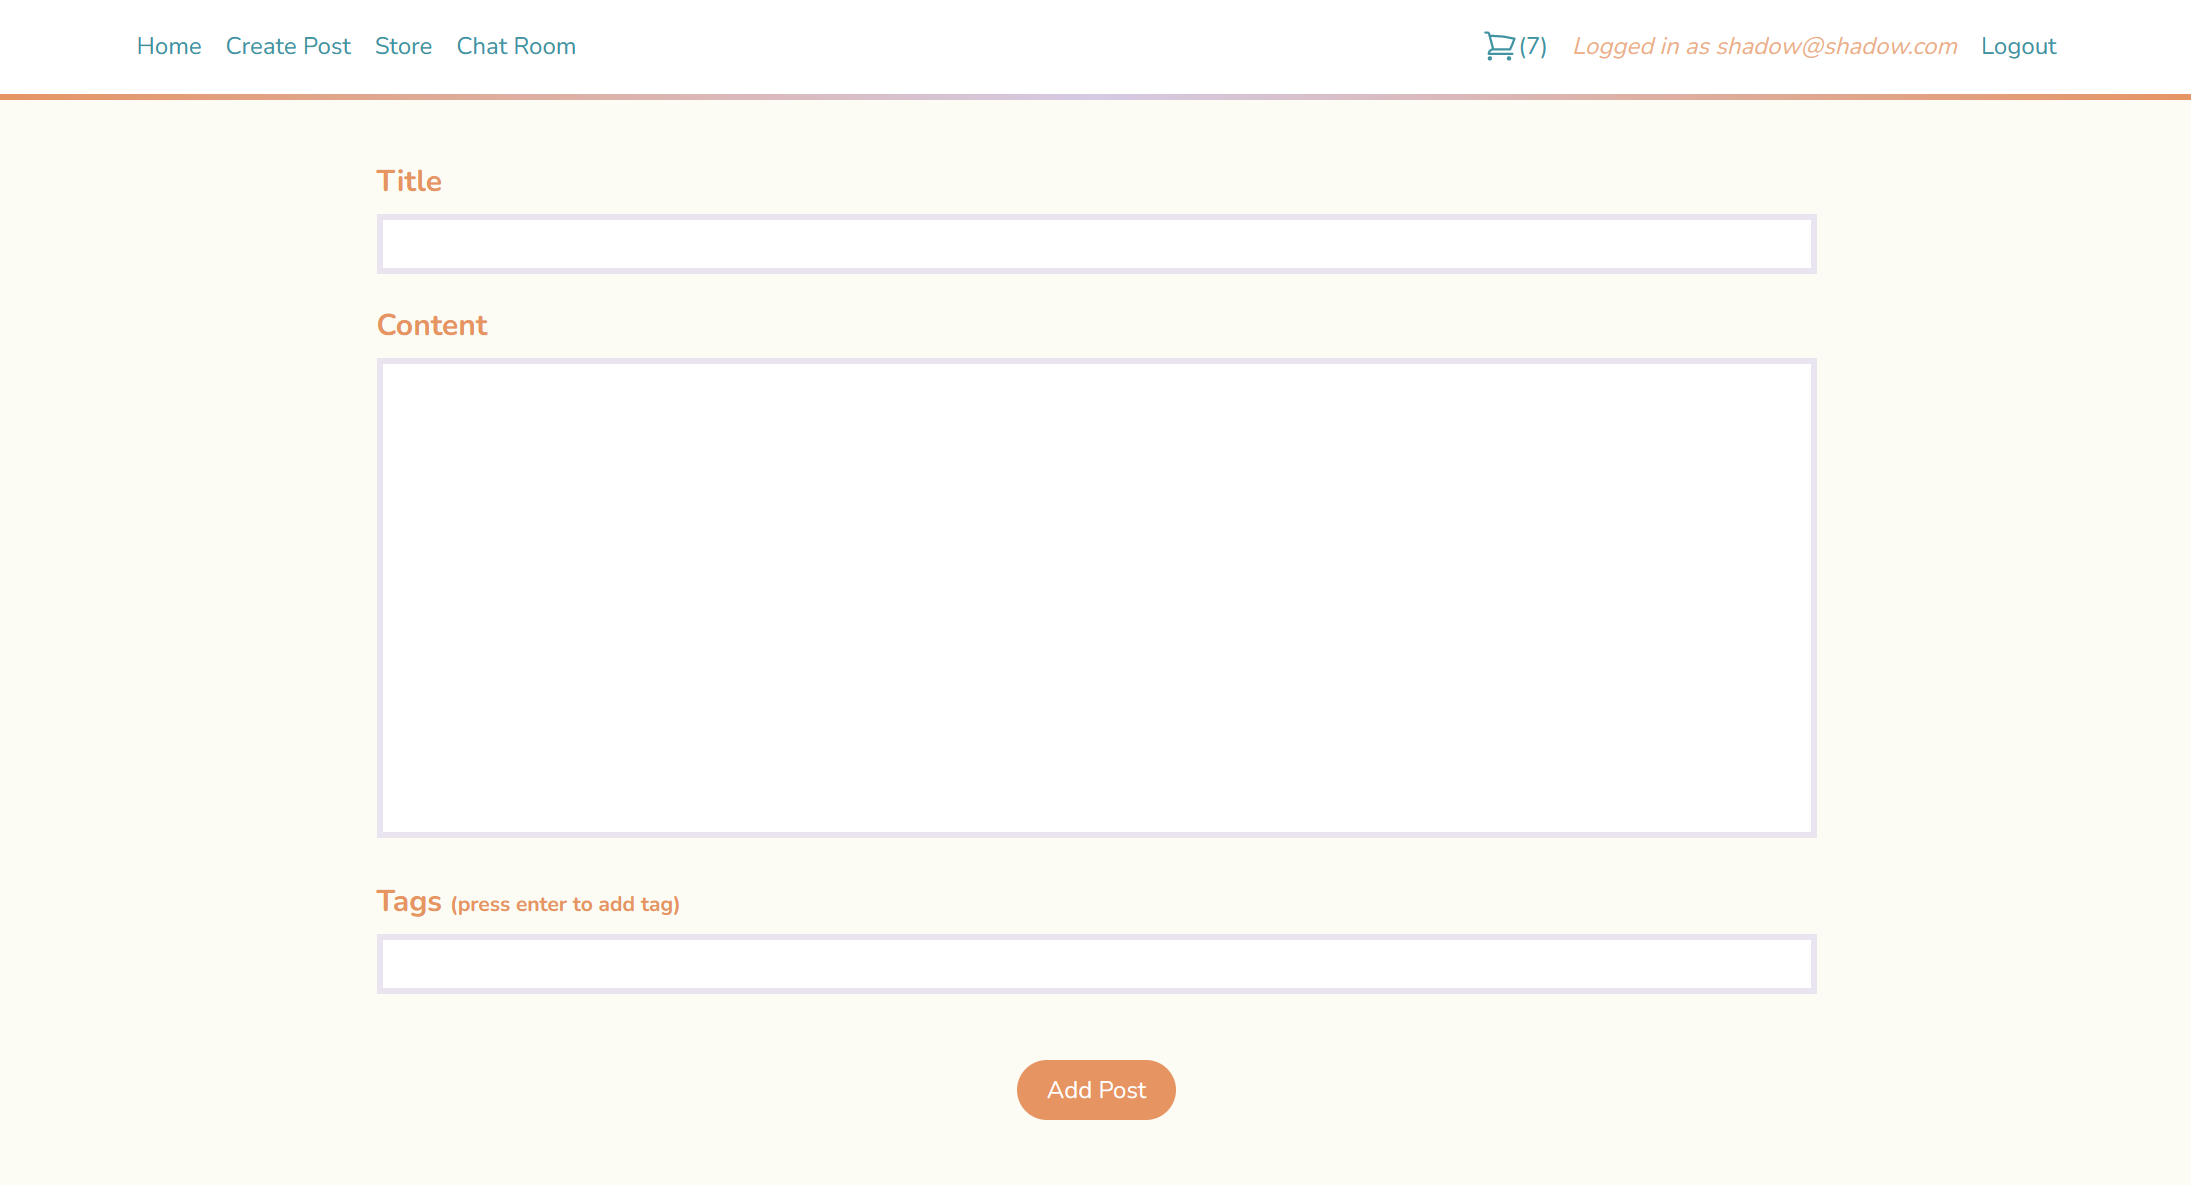 Home Create Post Store Chat Room (7) Logged in as shadow@shadow.com Logout
Title
Content
Tags (press enter to add tag)
Add Post